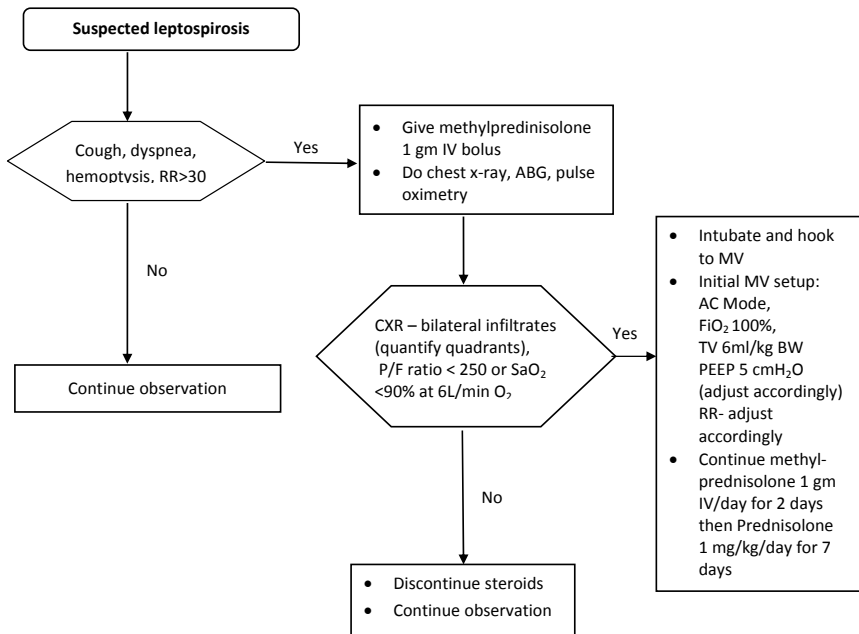 Suspected leptospirosis
Cough, dyspnea,
hemoptysis, RR>30
Yes
• Give methylpredinisolone
1 gm IV bolus
• Do chest x-ray, ABG, pulse
oximetry
No
Continue observation
CXR – bilateral infiltrates
(quantify quadrants),
P/F ratio < 250 or SaO₂
<90% at 6L/min O₂
Yes
• Intubate and hook
to MV
• Initial MV setup:
AC Mode,
FiO₂ 100%,
TV 6ml/kg BW
PEEP 5 cmH₂O
(adjust accordingly)
RR- adjust
accordingly
• Continue methyl-
prednisolone 1 gm
IV/day for 2 days
then Prednisolone
1 mg/kg/day for 7
days
No
• Discontinue steroids
• Continue observation